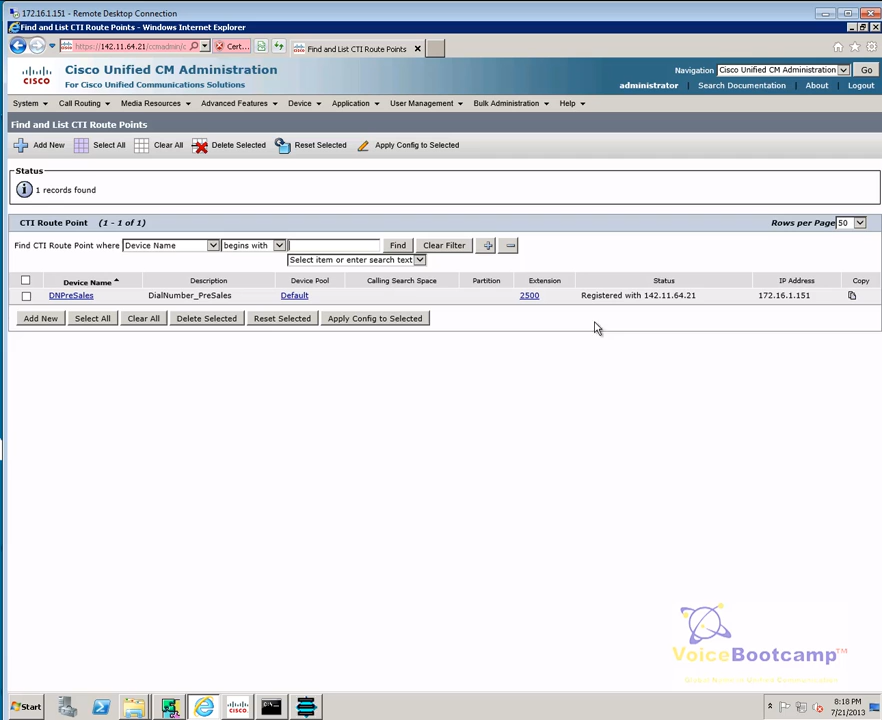 172.16.1.151 - Remote Desktop Connection
Find and List CTI Route Points - Windows Internet Explorer
https://142.11.64.21/ccmadmin/c
Cert...
Find and List CTI Route Points
CISCO
Cisco Unified CM Administration
For Cisco Unified Communications Solutions
Navigation Cisco Unified CM Administration Go
administrator Search Documentation About Logout
System Call Routing Media Resources Advanced Features Device Application User Management Bulk Administration Help
Find and List CTI Route Points
Add New Select All Clear All Delete Selected Reset Selected Apply Config to Selected
Status
1 records found
CTI Route Point (1 - 1 of 1) Rows per Page 50
Find CTI Route Point where Device Name begins with Find Clear Filter
Select item or enter search text
Device Name Description Device Pool Calling Search Space Partition Extension Status IP Address Copy
DNPreSales DialNumber_PreSales Default 2500 Registered with 142.11.64.21 172.16.1.151
Add New Select All Clear All Delete Selected Reset Selected Apply Config to Selected
VoiceBootcamp™
Start CISCO 8:18 PM
7/21/2013